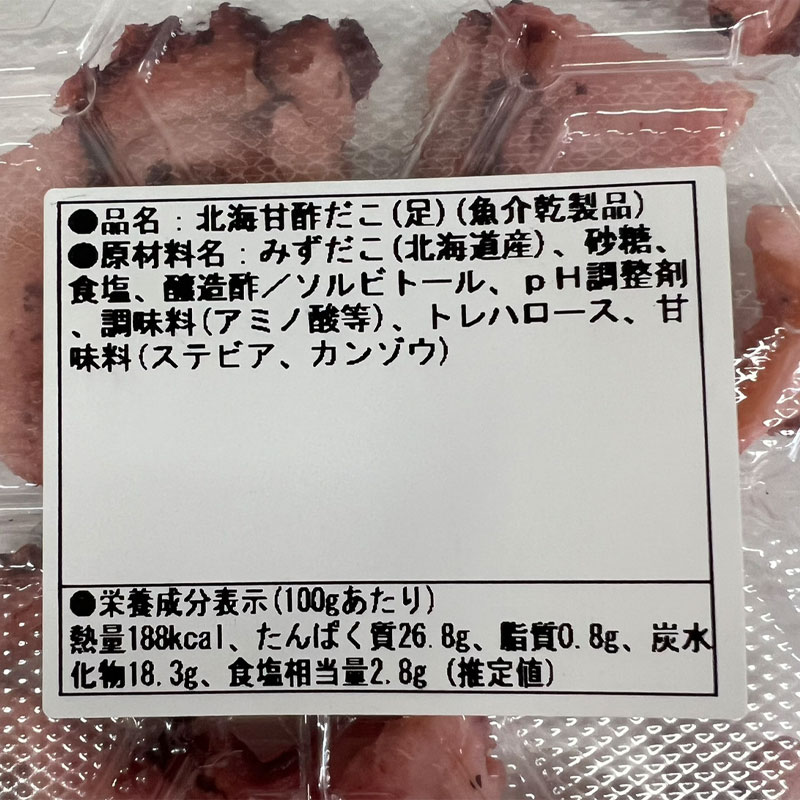 ●品名：北海甘酢だこ(足)(魚介乾製品)
●原材料名：みずだこ(北海道産)、砂糖、
食塩、醸造酢／ソルビトール、ｐＨ調整剤
、調味料(アミノ酸等)、トレハロース、甘
味料(ステビア、カンゾウ)
●栄養成分表示(100gあたり)
熱量188kcal、たんぱく質26.8g、脂質0.8g、炭水
化物18.3g、食塩相当量2.8g (推定値)